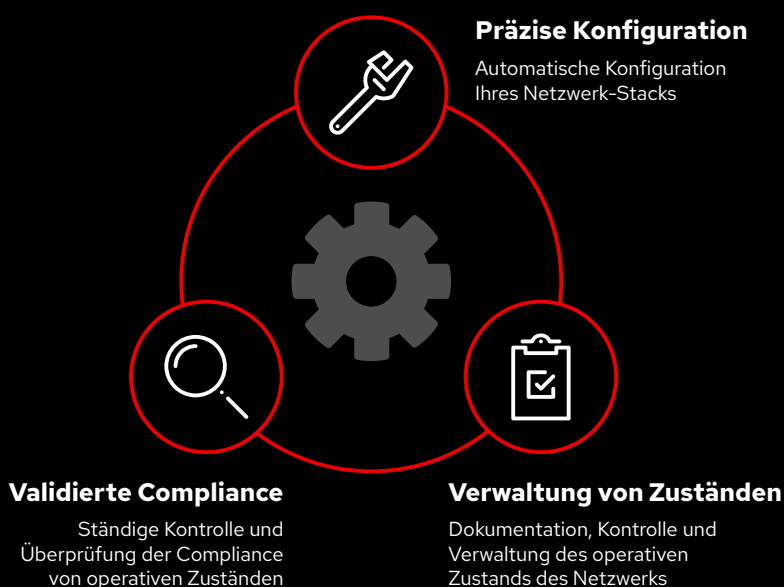 Präzise Konfiguration
Automatische Konfiguration
Ihres Netzwerk-Stacks
Validierte Compliance
Ständige Kontrolle und
Überprüfung der Compliance
von operativen Zuständen
Verwaltung von Zuständen
Dokumentation, Kontrolle und
Verwaltung des operativen
Zustands des Netzwerks